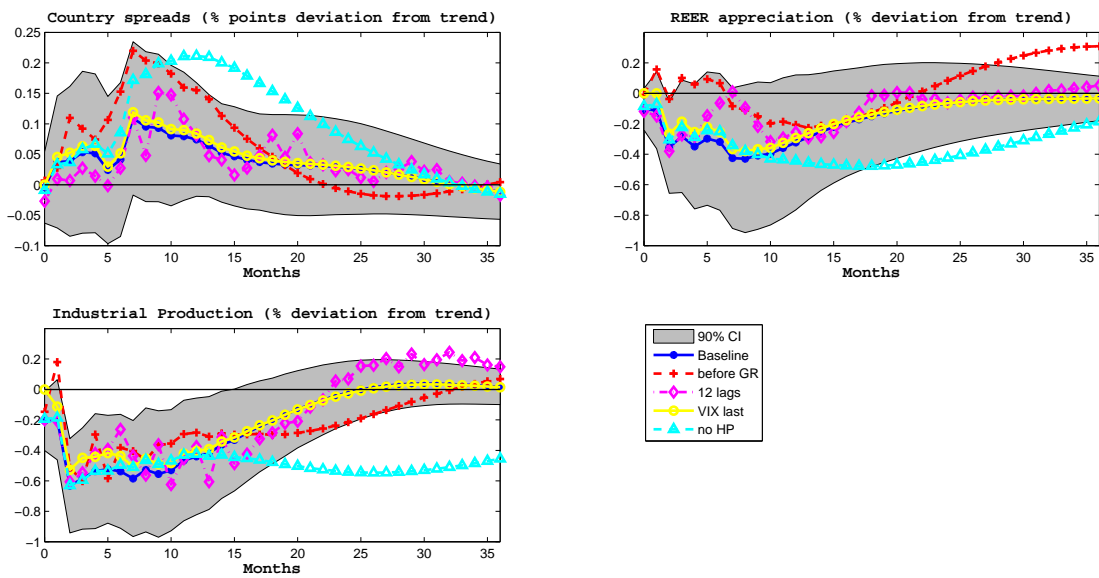 Country spreads (% points deviation from trend)
0.25
0.2
0.15
0.1
0.05
0
−0.05
−0.1
0 5 10 15 20 25 30 35
Months
REER appreciation (% deviation from trend)
0.2
0
−0.2
−0.4
−0.6
−0.8
−1
0 5 10 15 20 25 30 35
Months
Industrial Production (% deviation from trend)
0.2
0
−0.2
−0.4
−0.6
−0.8
−1
0 5 10 15 20 25 30 35
Months
90% CI
Baseline
before GR
12 lags
VIX last
no HP